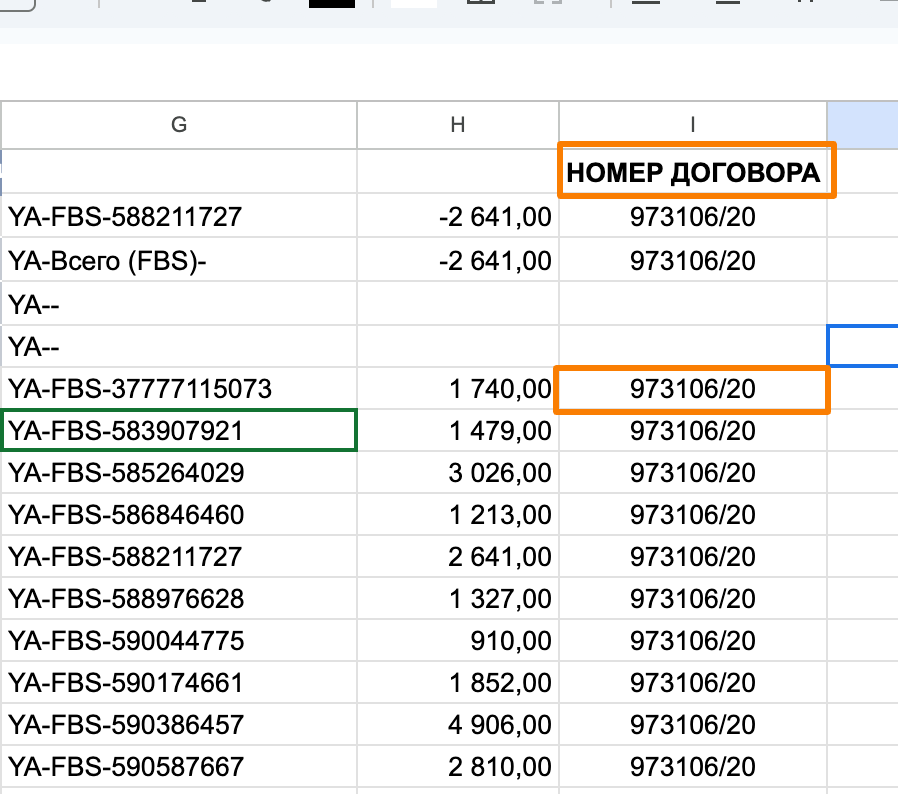 G H I
НОМЕР ДОГОВОРА
YA-FBS-588211727 -2 641,00 973106/20
YA-Всего (FBS)- -2 641,00 973106/20
YA--
YA--
YA-FBS-37777115073 1 740,00 973106/20
YA-FBS-583907921 1 479,00 973106/20
YA-FBS-585264029 3 026,00 973106/20
YA-FBS-586846460 1 213,00 973106/20
YA-FBS-588211727 2 641,00 973106/20
YA-FBS-588976628 1 327,00 973106/20
YA-FBS-590044775 910,00 973106/20
YA-FBS-590174661 1 852,00 973106/20
YA-FBS-590386457 4 906,00 973106/20
YA-FBS-590587667 2 810,00 973106/20